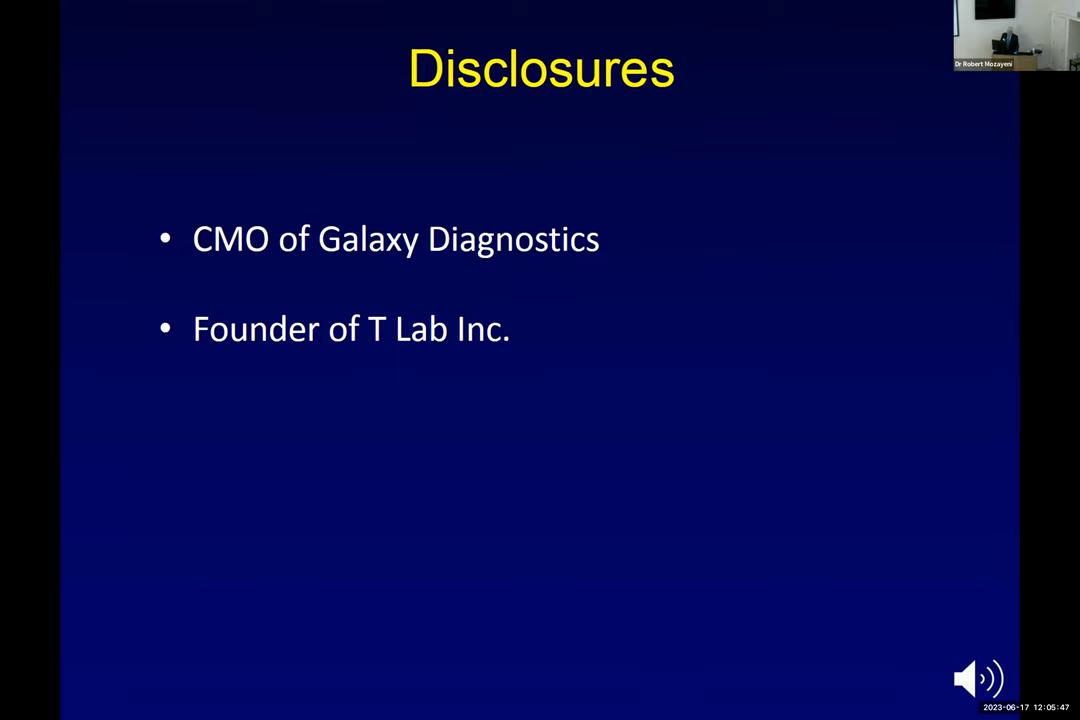 Disclosures
Dr Robert Mozayeni
• CMO of Galaxy Diagnostics
• Founder of T Lab Inc.
2023-06-17 12:05:47